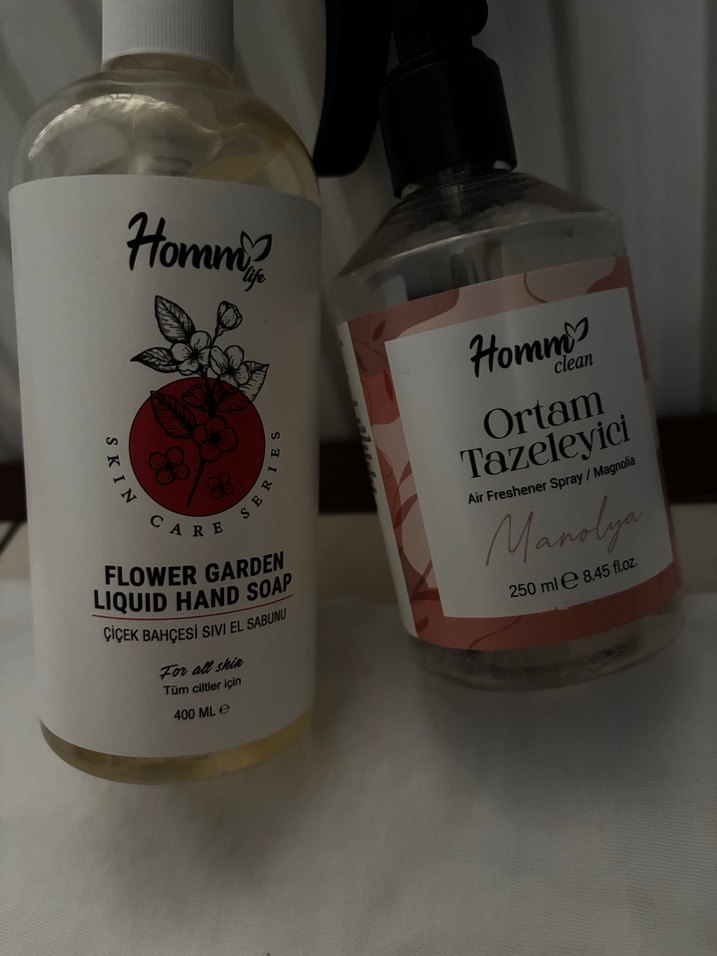 Homm
life
SKIN CARE SERIES
FLOWER GARDEN
LIQUID HAND SOAP
ÇİÇEK BAHÇESİ SIVI EL SABUNU
For all skin
Tüm ciltler için
400 ML ℮
Homm
clean
Ortam
Tazeleyici
Air Freshener Spray / Magnolia
Manolya
250 ml ℮ 8.45 fl.oz.